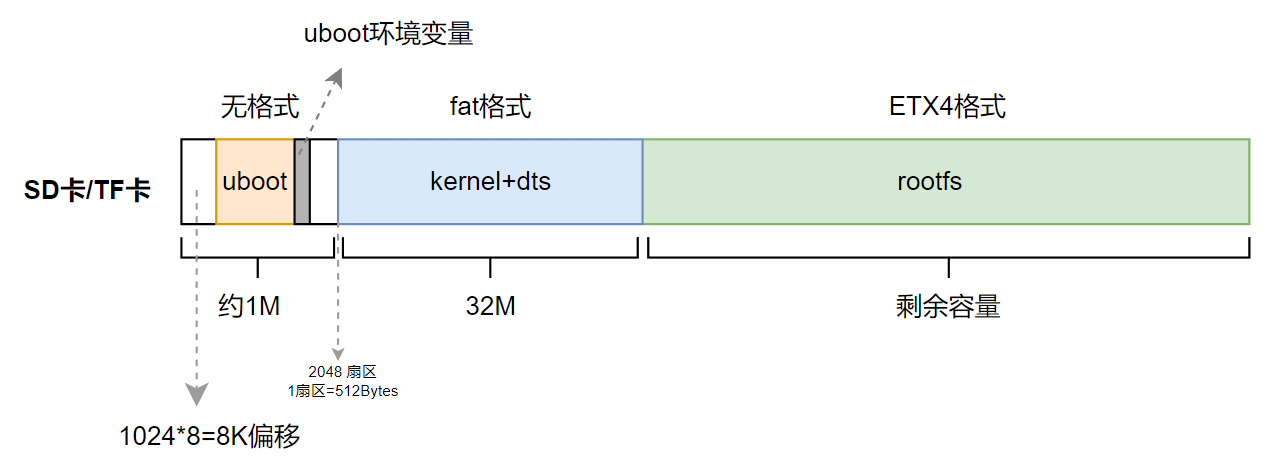 uboot环境变量
无格式
fat格式
ETX4格式
SD卡/TF卡
uboot
kernel+dts
rootfs
约1M
32M
剩余容量
2048 扇区
1扇区=512Bytes
1024*8=8K偏移